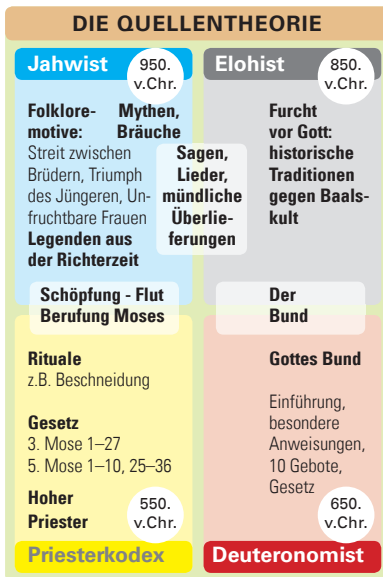 DIE QUELLENTHEORIE
Jahwist
950.
v.Chr.
Folklore- Mythen,
motive: Bräuche
Streit zwischen
Brüdern, Triumph
des Jüngeren, Un-
fruchtbare Frauen
Legenden aus
der Richterzeit
Sagen,
Lieder,
mündliche
Überlie-
ferungen
Elohist
850.
v.Chr.
Furcht
vor Gott:
historische
Traditionen
gegen Baals-
kult
Schöpfung - Flut
Berufung Moses
Der
Bund
Rituale
z.B. Beschneidung
Gesetz
3. Mose 1–27
5. Mose 1–10, 25–36
Hoher
Priester
550.
v.Chr.
Priesterkodex
Gottes Bund
Einführung,
besondere
Anweisungen,
10 Gebote,
Gesetz
650.
v.Chr.
Deuteronomist